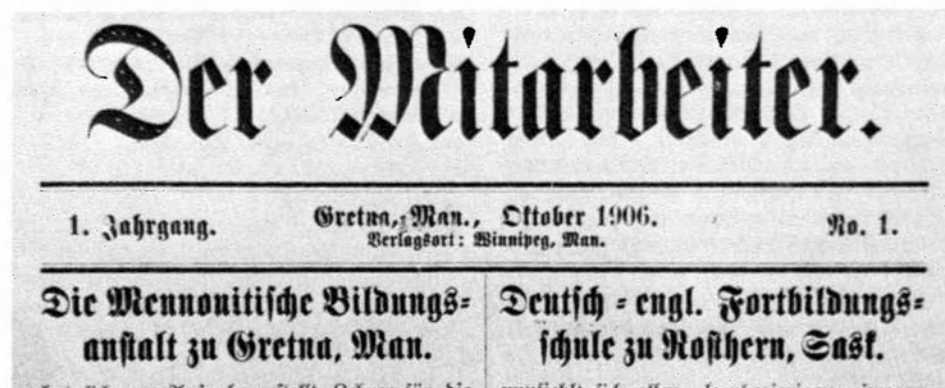 Der Mitarbeiter.
1. Jahrgang.
Gretna, Man., Oktober 1906.
No. 1.
Verlagsort: Winnipeg, Man.
Die Mennonitische Bildungs-
anstalt zu Gretna, Man.
Deutsch-engl. Fortbildungs-
schule zu Rosthern, Sask.